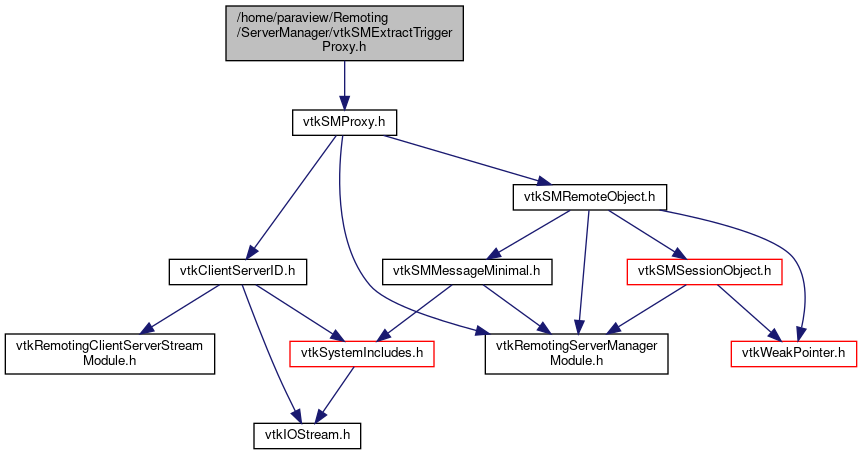 /home/paraview/Remoting
/ServerManager/vtkSMExtractTrigger
Proxy.h
vtkSMProxy.h
vtkSMRemoteObject.h
vtkClientServerID.h
vtkSMMessageMinimal.h
vtkSMSessionObject.h
vtkRemotingClientServerStream
Module.h
vtkSystemIncludes.h
vtkRemotingServerManager
Module.h
vtkWeakPointer.h
vtkIOStream.h